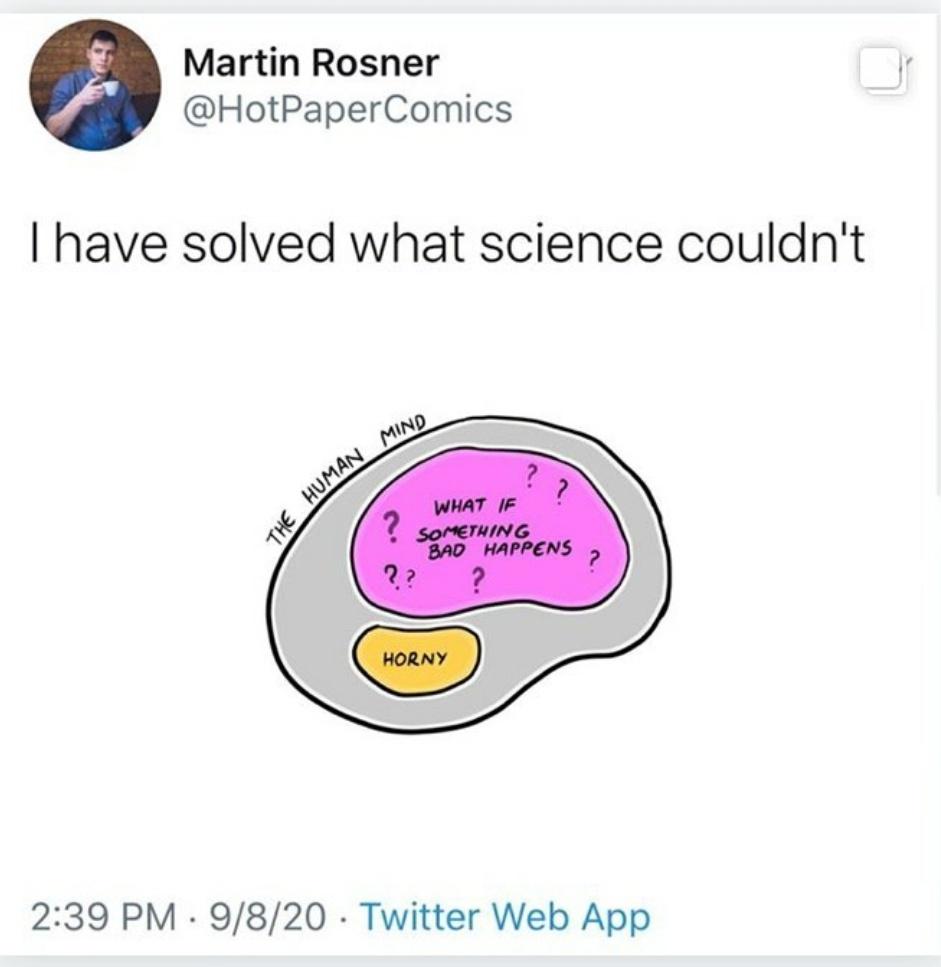 Martin Rosner
@HotPaperComics
I have solved what science couldn't
THE HUMAN MIND
? ?
WHAT IF
? SOMETHING
BAD HAPPENS ?
?? ?
HORNY
2:39 PM · 9/8/20 · Twitter Web App